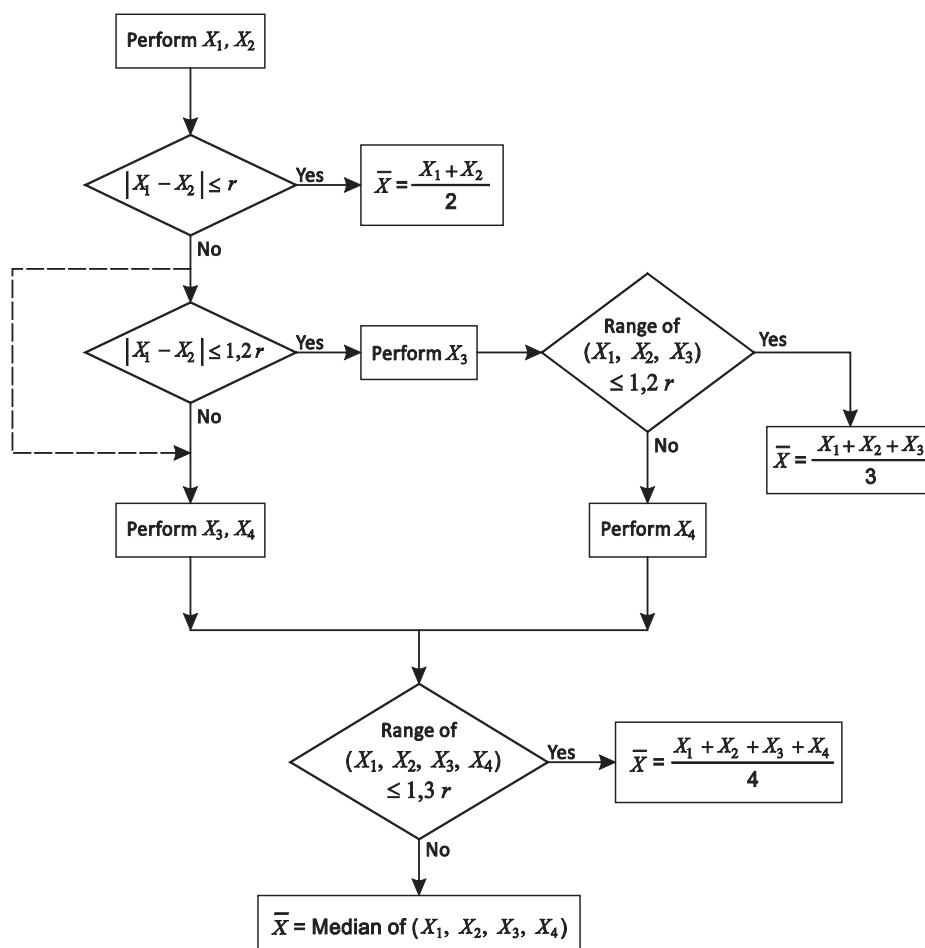 Perform X₁, X₂
|X₁ − X₂| ≤ r
Yes
X̅ = (X₁ + X₂) / 2
No
|X₁ − X₂| ≤ 1,2 r
Yes
Perform X₃
Range of
(X₁, X₂, X₃)
≤ 1,2 r
Yes
X̅ = (X₁ + X₂ + X₃) / 3
No
No
Perform X₃, X₄
Perform X₄
Range of
(X₁, X₂, X₃, X₄)
≤ 1,3 r
Yes
X̅ = (X₁ + X₂ + X₃ + X₄) / 4
No
X̅ = Median of (X₁, X₂, X₃, X₄)